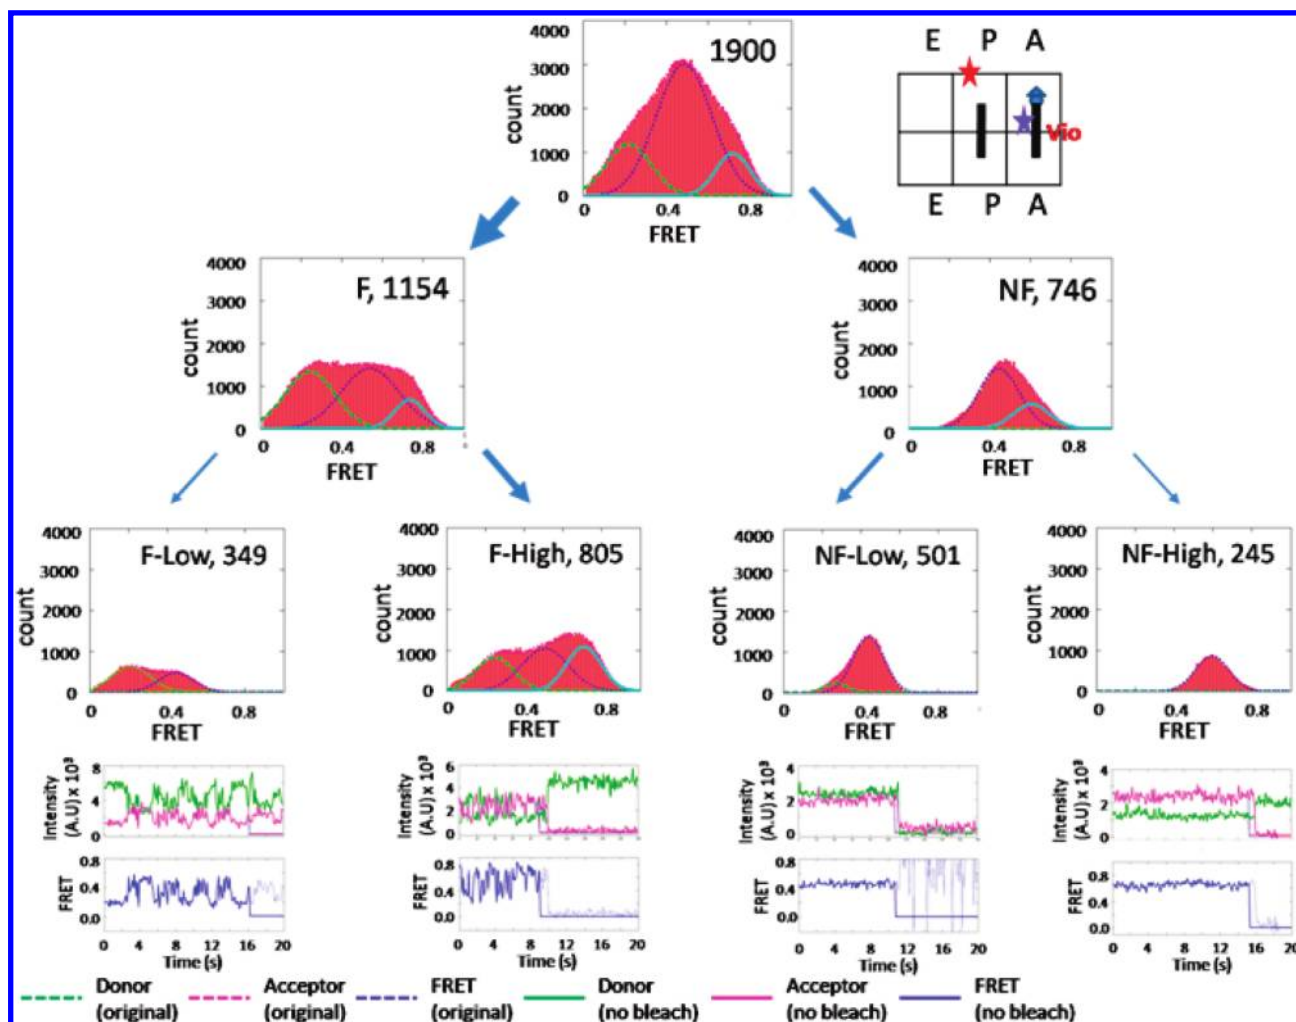 1900
4000
3000
2000
1000
0
count
0 0.4 0.8
FRET
E P A
Vio
E P A
F, 1154
4000
3000
2000
1000
0
count
0 0.4 0.8
FRET
NF, 746
4000
3000
2000
1000
0
count
0 0.4 0.8
FRET
F-Low, 349
4000
3000
2000
1000
0
count
0 0.4 0.8
FRET
F-High, 805
4000
3000
2000
1000
0
count
0 0.4 0.8
FRET
NF-Low, 501
4000
3000
2000
1000
0
count
0 0.4 0.8
FRET
NF-High, 245
4000
3000
2000
1000
0
count
0 0.4 0.8
FRET
Intensity
(A.U) x 10³
8
4
0
Intensity
(A.U) x 10³
6
4
2
0
Intensity
(A.U) x 10³
4
2
0
Intensity
(A.U) x 10³
4
2
0
FRET
0.8
0.4
0.0
0 4 8 12 16 20
Time (s)
FRET
0.8
0.4
0.0
0 4 8 12 16 20
Time (s)
FRET
0.8
0.4
0.0
0 4 8 12 16 20
Time (s)
FRET
0.8
0.4
0.0
0 4 8 12 16 20
Time (s)
Donor
(original)
Acceptor
(original)
FRET
(original)
Donor
(no bleach)
Acceptor
(no bleach)
FRET
(no bleach)